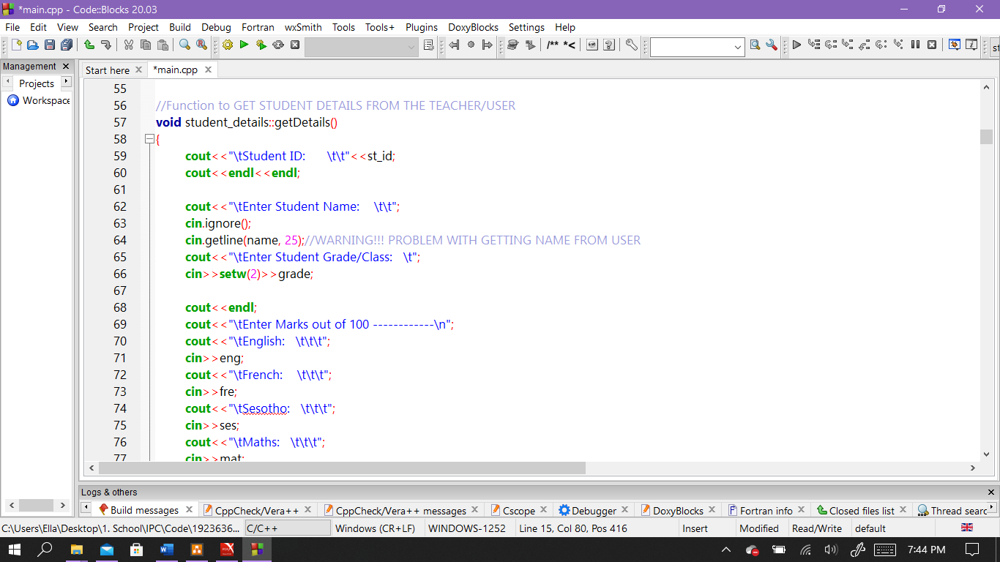 *main.cpp - Code::Blocks 20.03
File Edit View Search Project Build Debug Fortran wxSmith Tools Tools+ Plugins DoxyBlocks Settings Help
/** *<
st
Management
Projects
Workspace
Start here *main.cpp
55
56 //Function to GET STUDENT DETAILS FROM THE TEACHER/USER
57 void student_details::getDetails()
58 {
59 cout<<"\tStudent ID: \t\t"<<st_id;
60 cout<<endl<<endl;
61
62 cout<<"\tEnter Student Name: \t\t";
63 cin.ignore();
64 cin.getline(name, 25);//WARNING!!! PROBLEM WITH GETTING NAME FROM USER
65 cout<<"\tEnter Student Grade/Class: \t";
66 cin>>setw(2)>>grade;
67
68 cout<<endl;
69 cout<<"\tEnter Marks out of 100 ------------\n";
70 cout<<"\tEnglish: \t\t\t";
71 cin>>eng;
72 cout<<"\tFrench: \t\t\t";
73 cin>>fre;
74 cout<<"\tSesotho: \t\t\t";
75 cin>>ses;
76 cout<<"\tMaths: \t\t\t";
77 cin>>mat;
Logs & others
Build messages CppCheck/Vera++ CppCheck/Vera++ messages Cscope Debugger DoxyBlocks Fortran info Closed files list Thread searc
C:\Users\Ella\Desktop\1. School\IPC\Code\1923636... C/C++ Windows (CR+LF) WINDOWS-1252 Line 15, Col 80, Pos 416 Insert Modified Read/Write default
7:44 PM